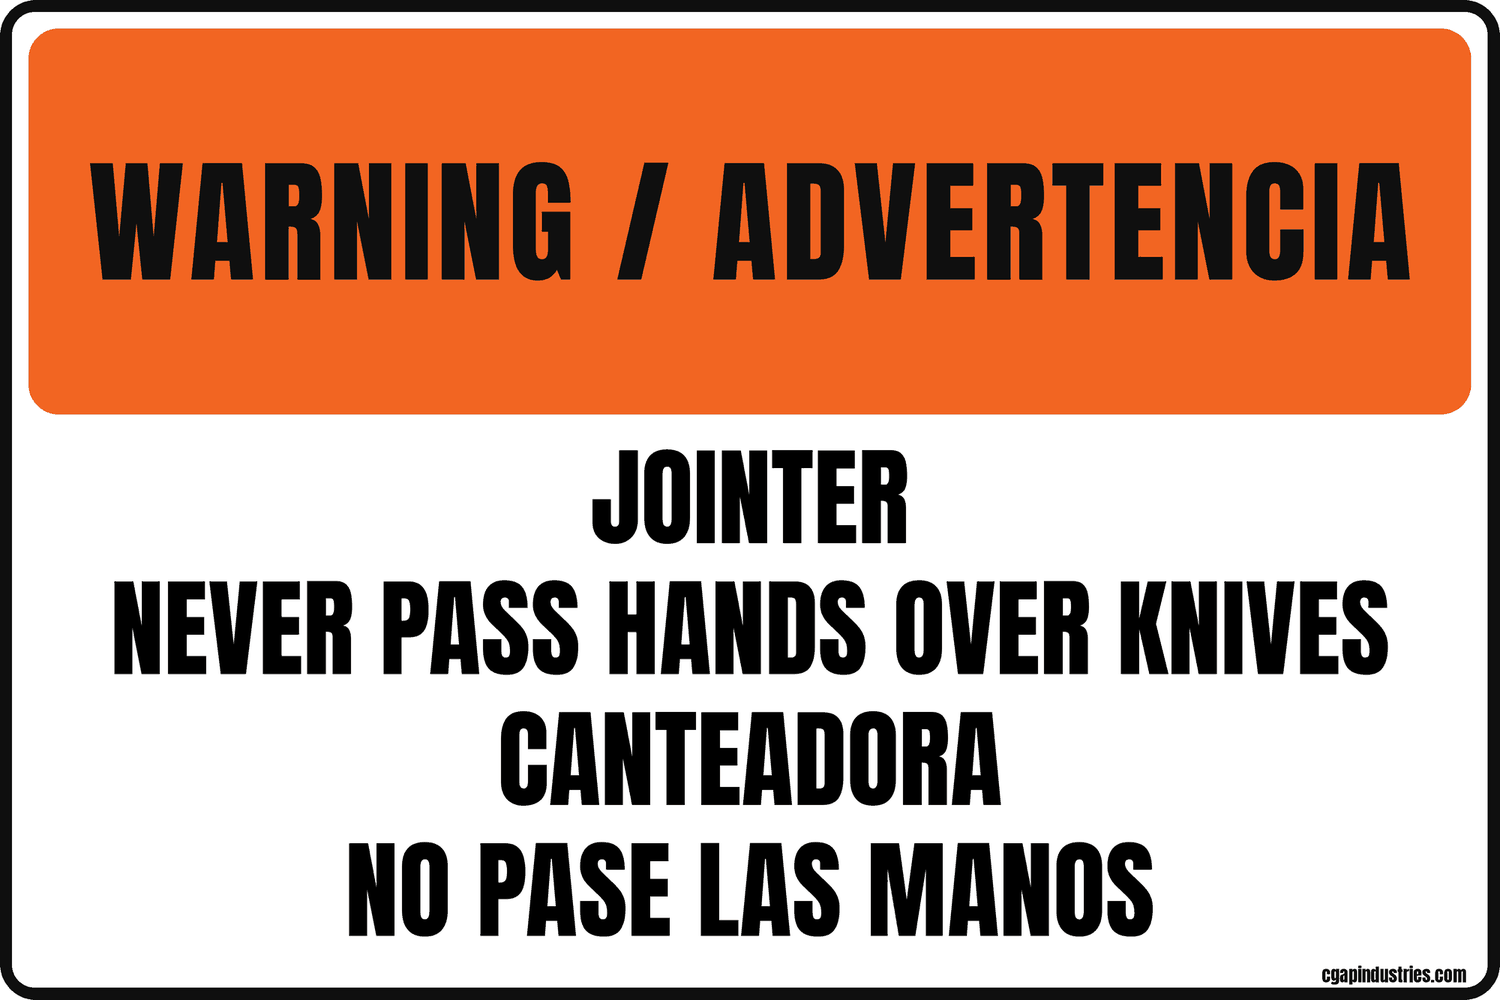 WARNING / ADVERTENCIA
JOINTER
NEVER PASS HANDS OVER KNIVES
CANTEADORA
NO PASE LAS MANOS
cgapindustries.com